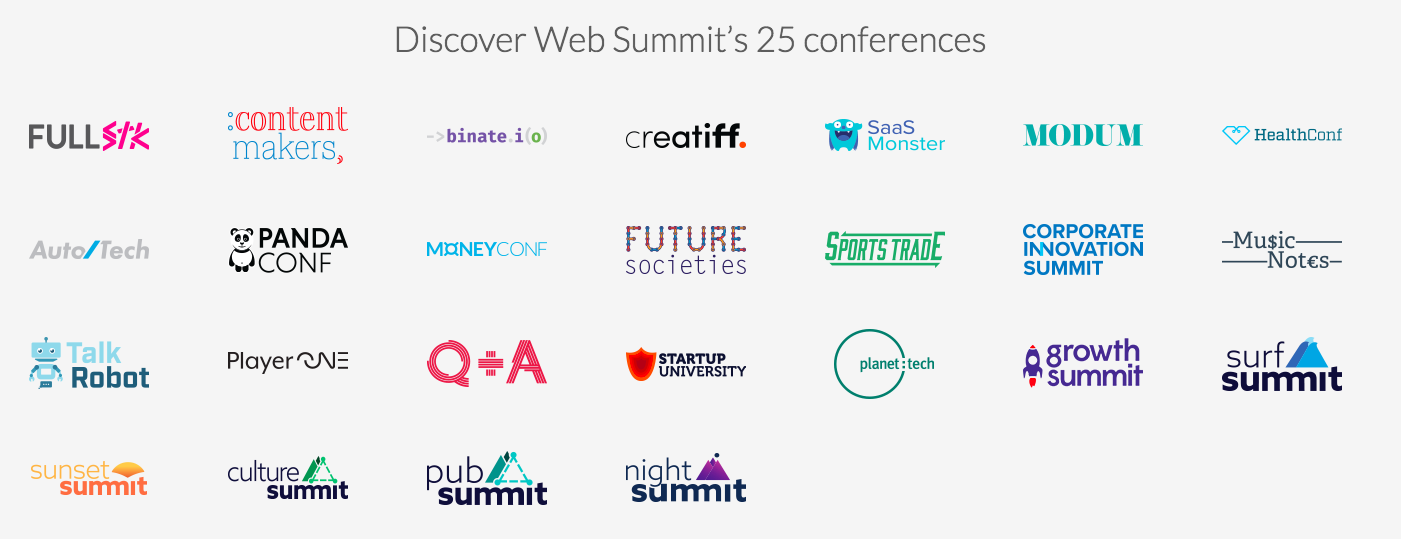 Discover Web Summit's 25 conferences
FULLSTK
:content
makers,
->binate.i(o)
creatiff.
SaaS
Monster
MODUM
HealthConf
Auto/Tech
PANDA
CONF
MONEYCONF
FUTURE
societies
SPORTS TRADE
CORPORATE
INNOVATION
SUMMIT
Mu$ic
Not€s
Talk
Robot
Player ONE
Q+A
STARTUP
UNIVERSITY
planet:tech
growth
summit
surf
summit
sunset
summit
culture
summit
pub
summit
night
summit